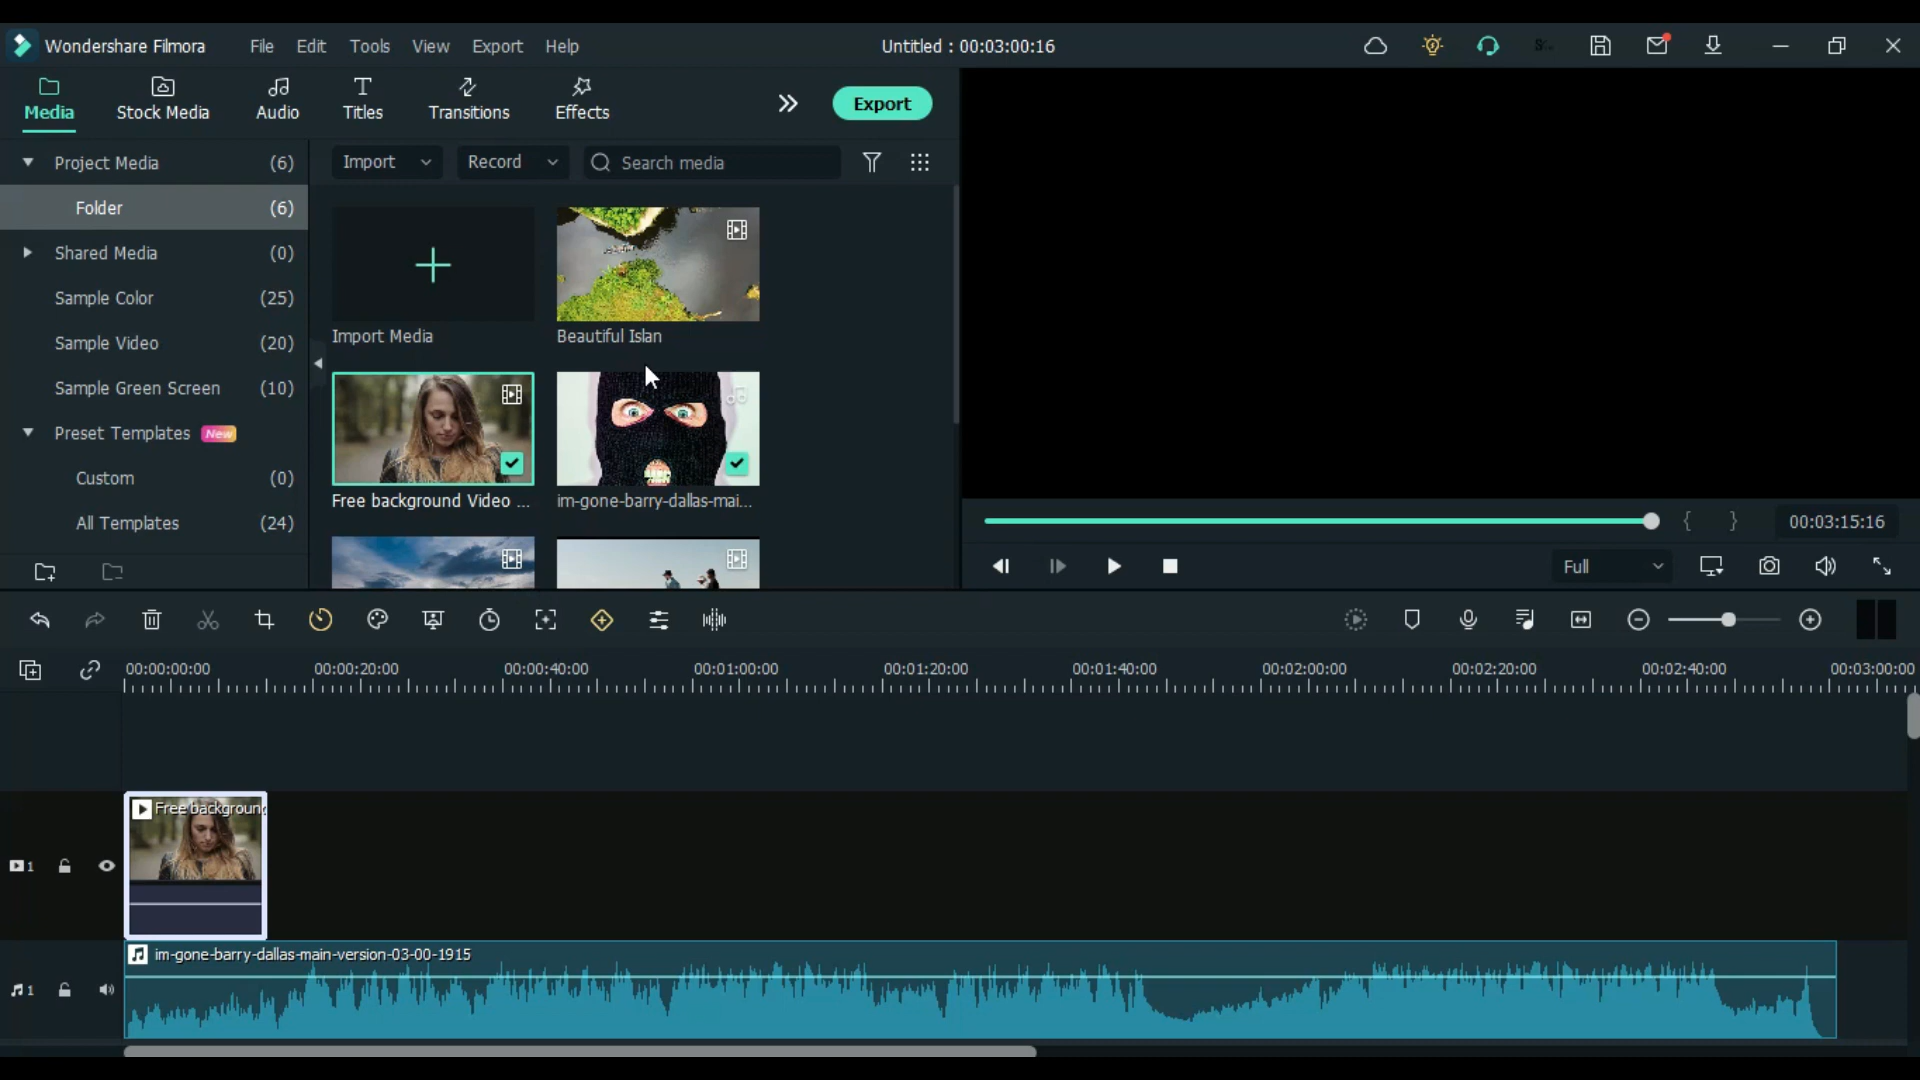 Wondershare Filmora
File Edit Tools View Export Help
Untitled : 00:03:00:16
Media
Stock Media
Audio
Titles
Transitions
Effects
Export
Project Media (6)
Folder (6)
Shared Media (0)
Sample Color (25)
Sample Video (20)
Sample Green Screen (10)
Preset Templates New
Custom (0)
All Templates (24)
Import
Record
Search media
Import Media
Beautiful Islan
Free background Video ...
im-gone-barry-dallas-mai...
00:03:15:16
Full
00:00:00:00 00:00:20:00 00:00:40:00 00:01:00:00 00:01:20:00 00:01:40:00 00:02:00:00 00:02:20:00 00:02:40:00 00:03:00:00
Free background
1
im-gone-barry-dallas-main-version-03-00-1915
1